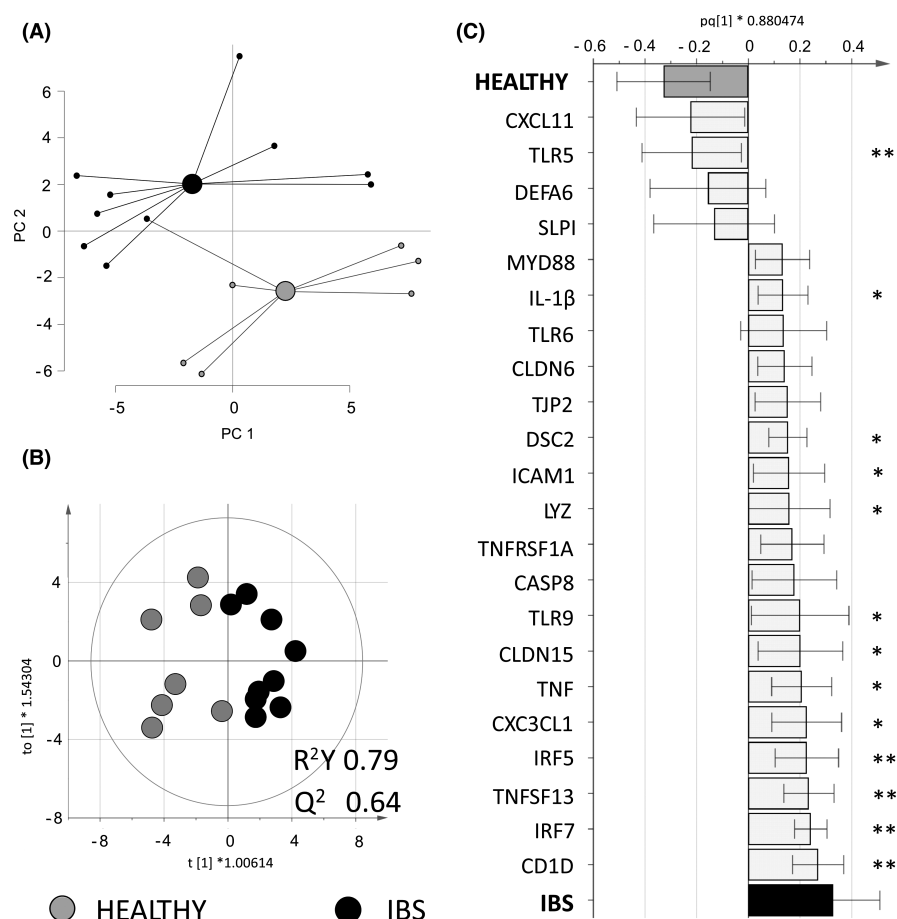 (A)
6
4
2
0
-2
-4
-6
PC 2
-5 0 5
PC 1
(B)
4
0
-4
-8
to [1] * 1.54304
-8 -4 0 4 8
t [1] *1.00614
R²Y 0.79
Q² 0.64
HEALTHY IBS
(C)
pq[1] * 0.880474
- 0.6 - 0.4 - 0.2 0 0.2 0.4
HEALTHY
CXCL11
TLR5 **
DEFA6
SLPI
MYD88
IL-1β *
TLR6
CLDN6
TJP2
DSC2 *
ICAM1 *
LYZ *
TNFRSF1A
CASP8
TLR9 *
CLDN15 *
TNF *
CXC3CL1 *
IRF5 **
TNFSF13 **
IRF7 **
CD1D **
IBS